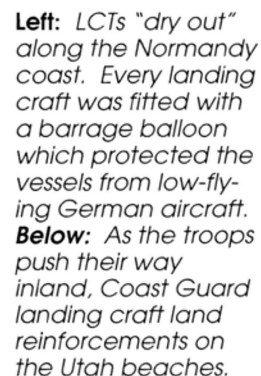 Left: LCTs "dry out"
along the Normandy
coast. Every landing
craft was fitted with
a barrage balloon
which protected the
vessels from low-fly-
ing German aircraft.
Below: As the troops
push their way
inland, Coast Guard
landing craft land
reinforcements on
the Utah beaches.